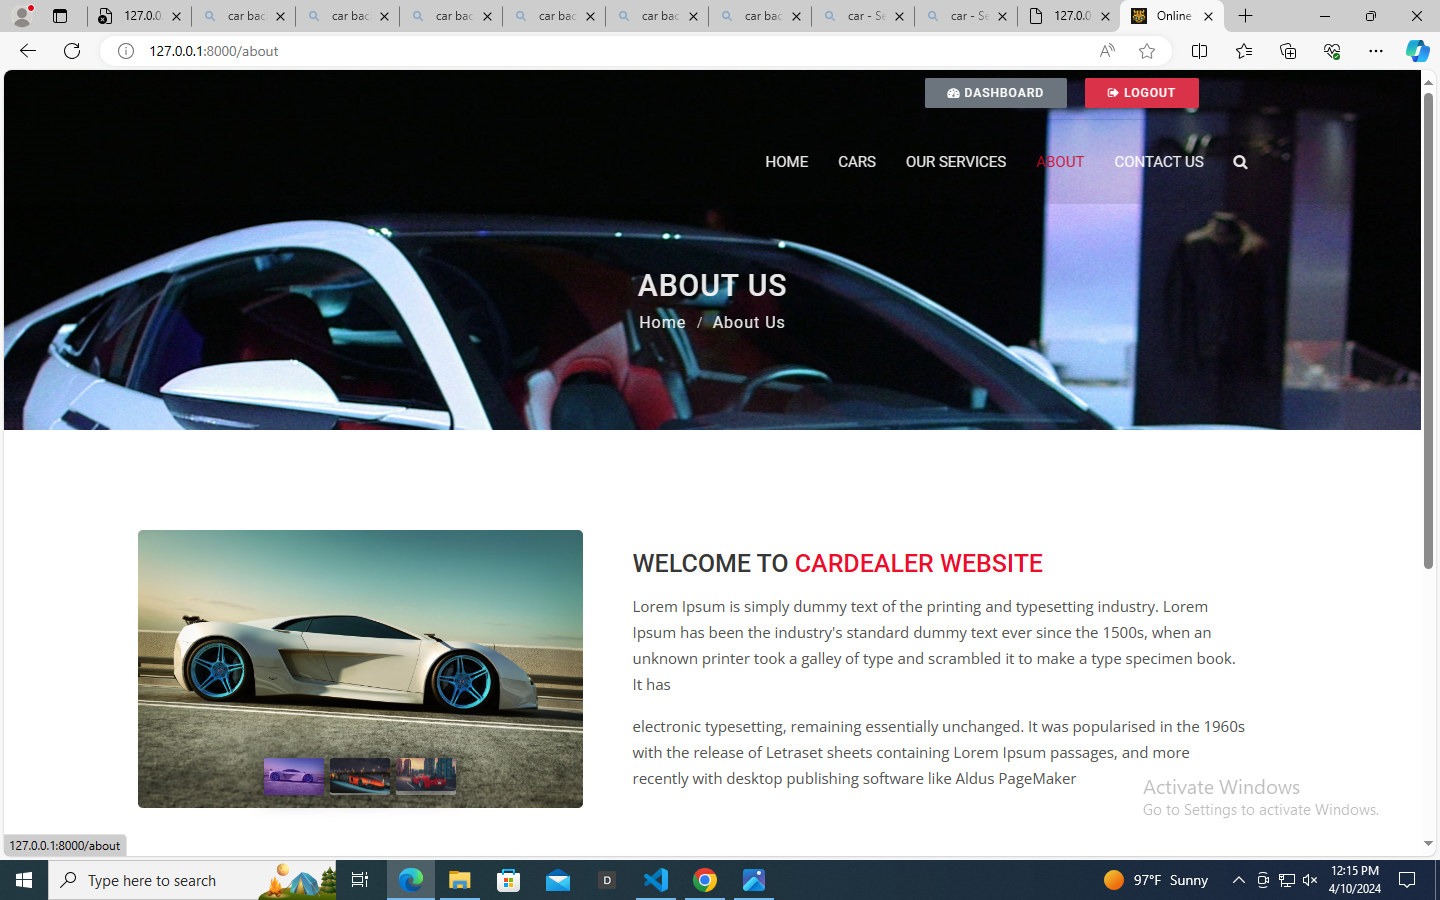 127.0.0
car bac
car bac
car bac
car bac
car bac
car bac
car - Se
car - Se
127.0.0
Online
127.0.0.1:8000/about
DASHBOARD
LOGOUT
HOME
CARS
OUR SERVICES
ABOUT
CONTACT US
ABOUT US
Home / About Us
WELCOME TO CARDEALER WEBSITE
Lorem Ipsum is simply dummy text of the printing and typesetting industry. Lorem
Ipsum has been the industry's standard dummy text ever since the 1500s, when an
unknown printer took a galley of type and scrambled it to make a type specimen book.
It has
electronic typesetting, remaining essentially unchanged. It was popularised in the 1960s
with the release of Letraset sheets containing Lorem Ipsum passages, and more
recently with desktop publishing software like Aldus PageMaker
Activate Windows
Go to Settings to activate Windows.
127.0.0.1:8000/about
Type here to search
D
97°F Sunny
12:15 PM
4/10/2024